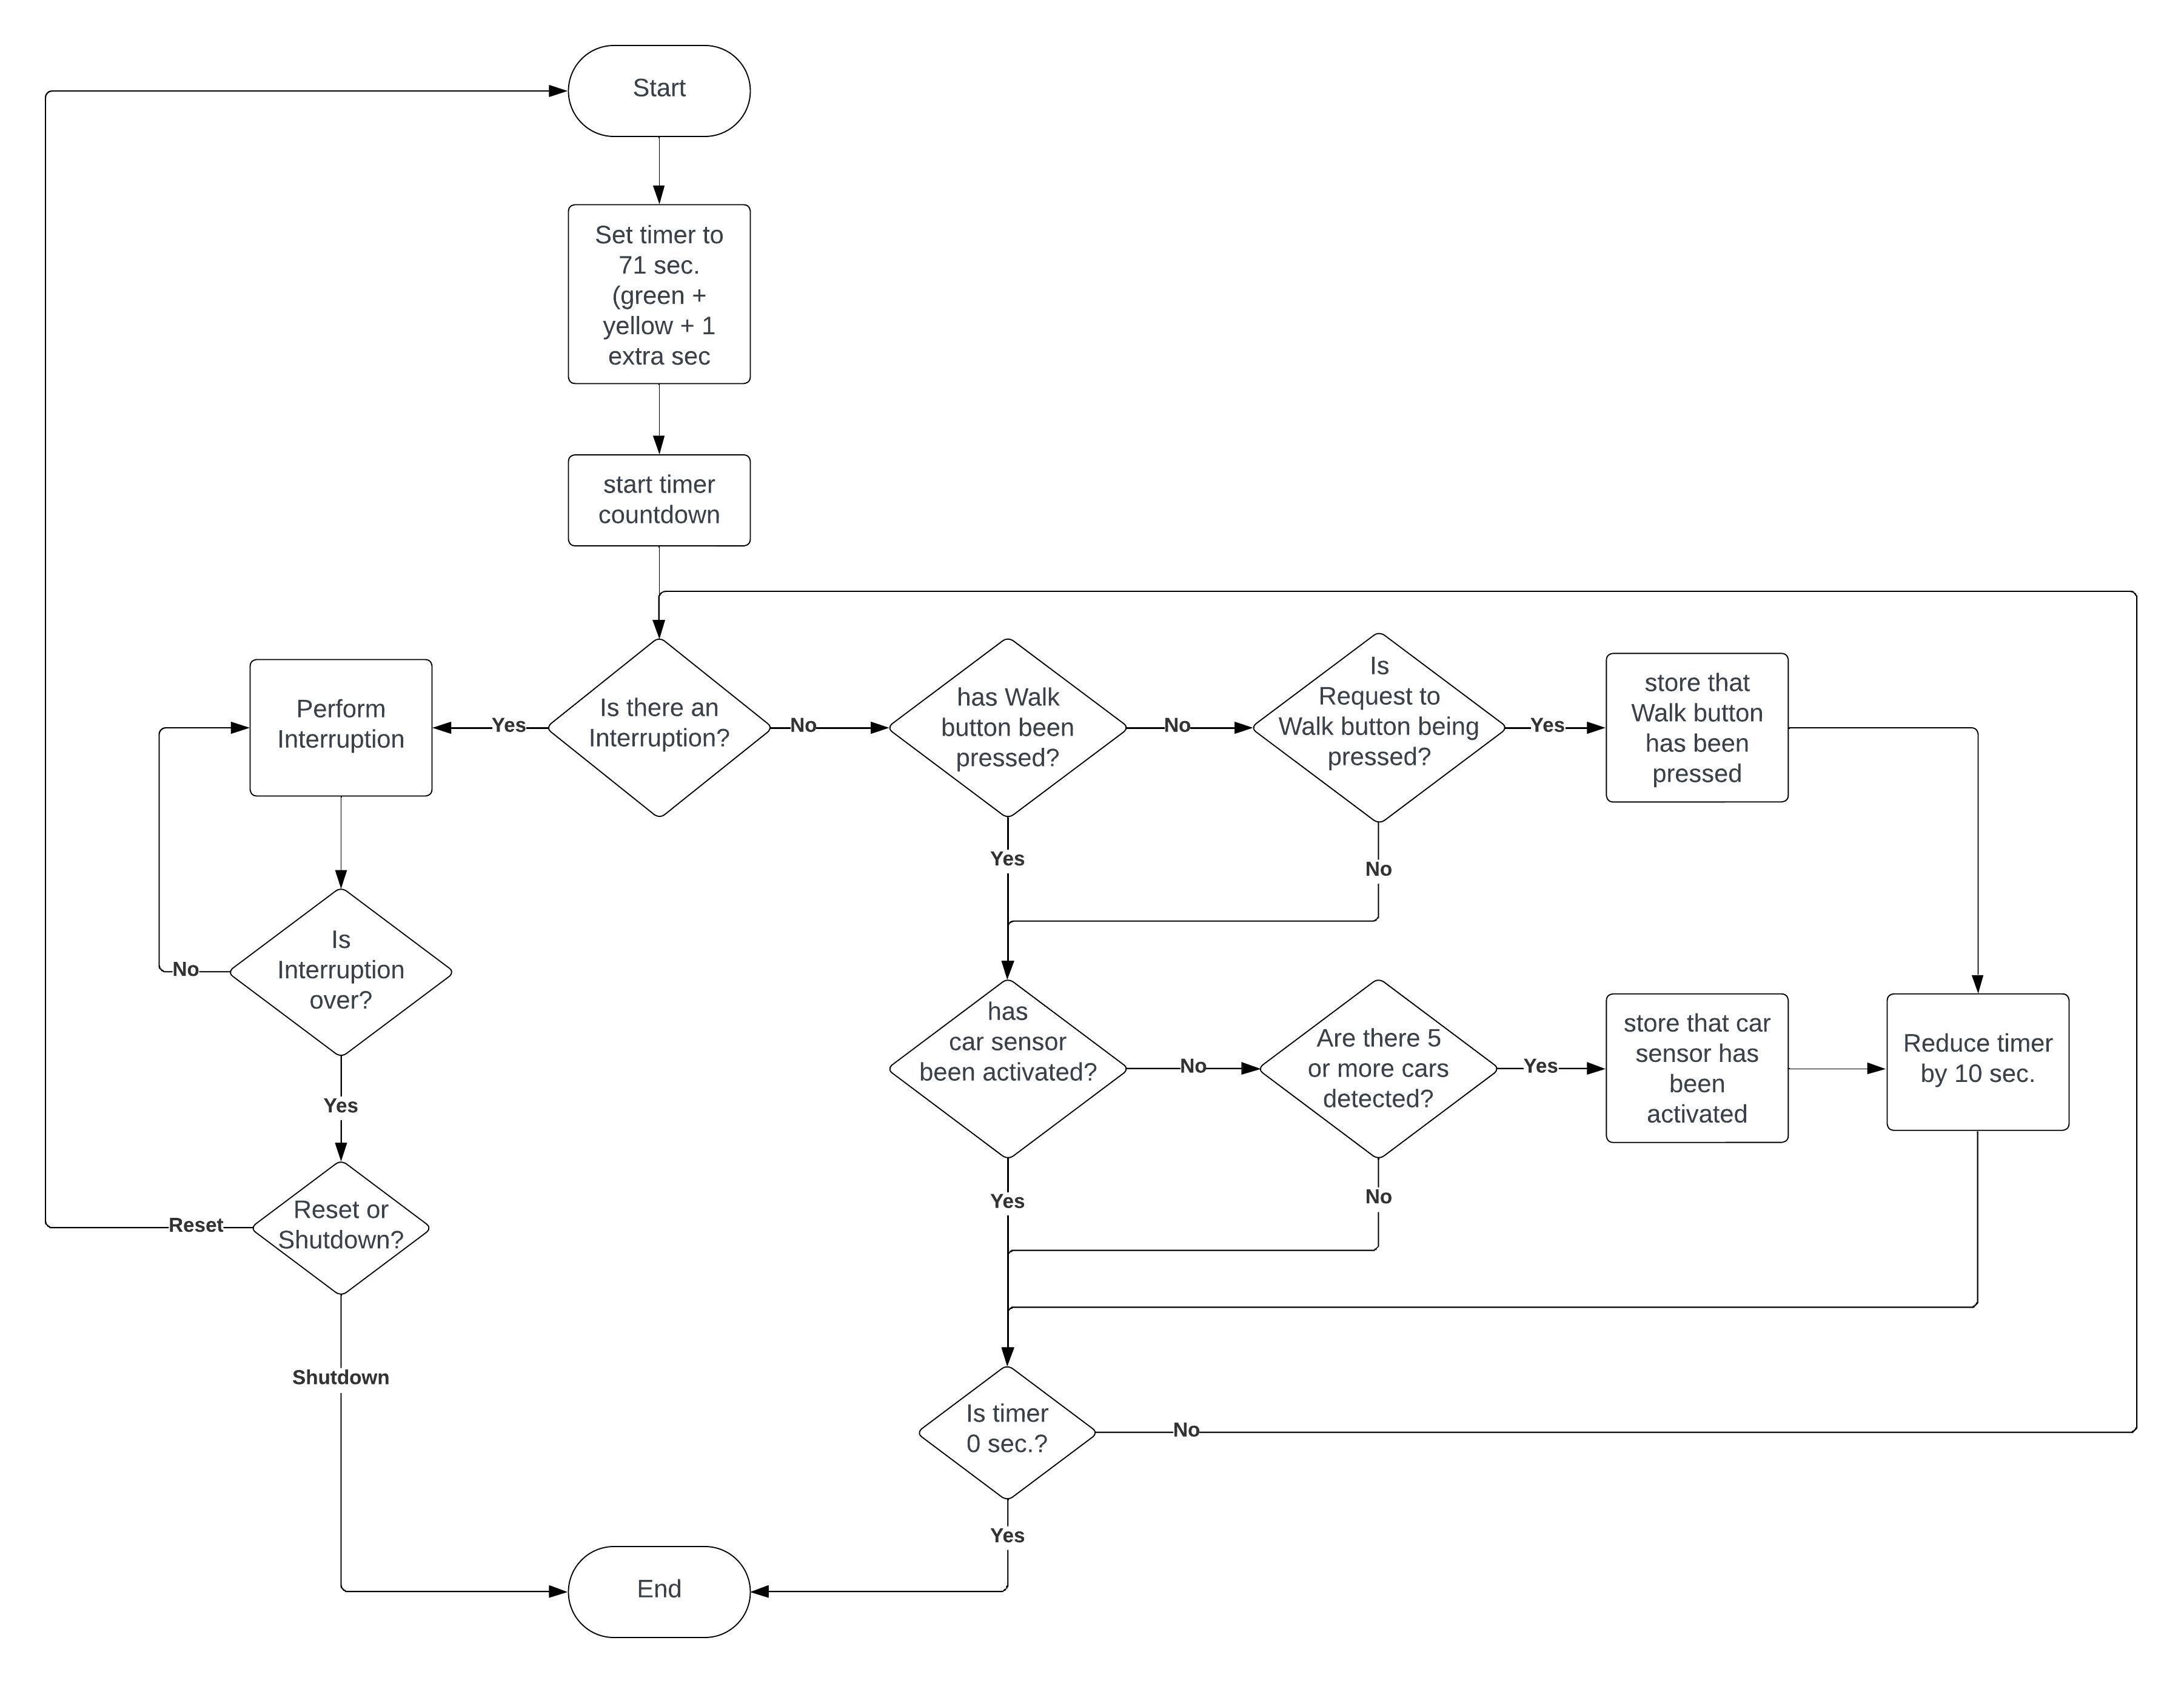 Start
Set timer to
71 sec.
(green +
yellow + 1
extra sec
start timer
countdown
Perform
Interruption
Yes
Is there an
Interruption?
No
has Walk
button been
pressed?
No
Is
Request to
Walk button being
pressed?
Yes
store that
Walk button
has been
pressed
Yes
No
Is
Interruption
over?
No
Yes
has
car sensor
been activated?
No
Are there 5
or more cars
detected?
Yes
store that car
sensor has
been
activated
Reduce timer
by 10 sec.
Yes
No
Reset or
Shutdown?
Reset
Shutdown
Is timer
0 sec.?
No
Yes
End